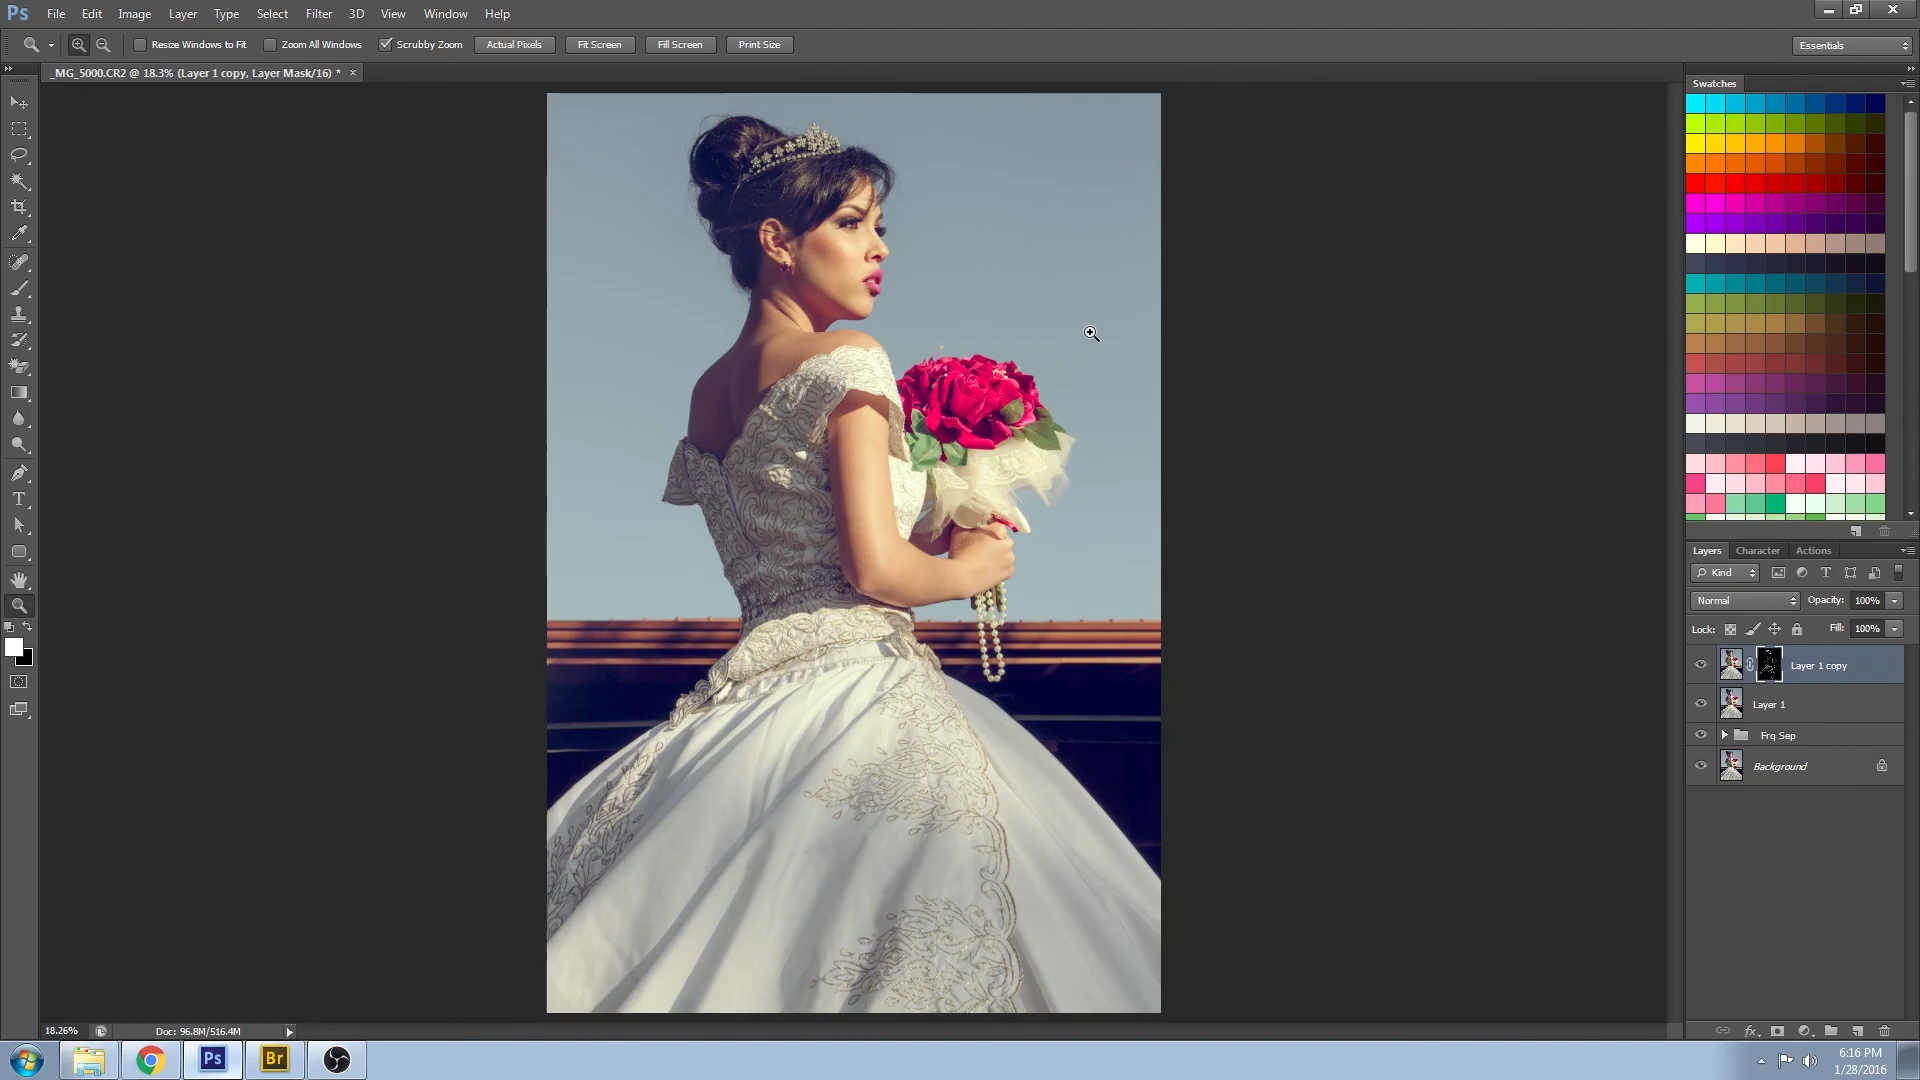 Ps File Edit Image Layer Type Select Filter 3D View Window Help
Resize Windows to Fit Zoom All Windows Scrubby Zoom Actual Pixels Fit Screen Fill Screen Print Size Essentials
_MG_5000.CR2 @ 18.3% (Layer 1 copy, Layer Mask/16) *
Swatches
Layers Character Actions
Kind
Normal Opacity: 100%
Lock: Fill: 100%
Layer 1 copy
Layer 1
Frq Sep
Background
18.26% Doc: 96.8M/516.4M
Ps Br
6:16 PM
1/28/2016